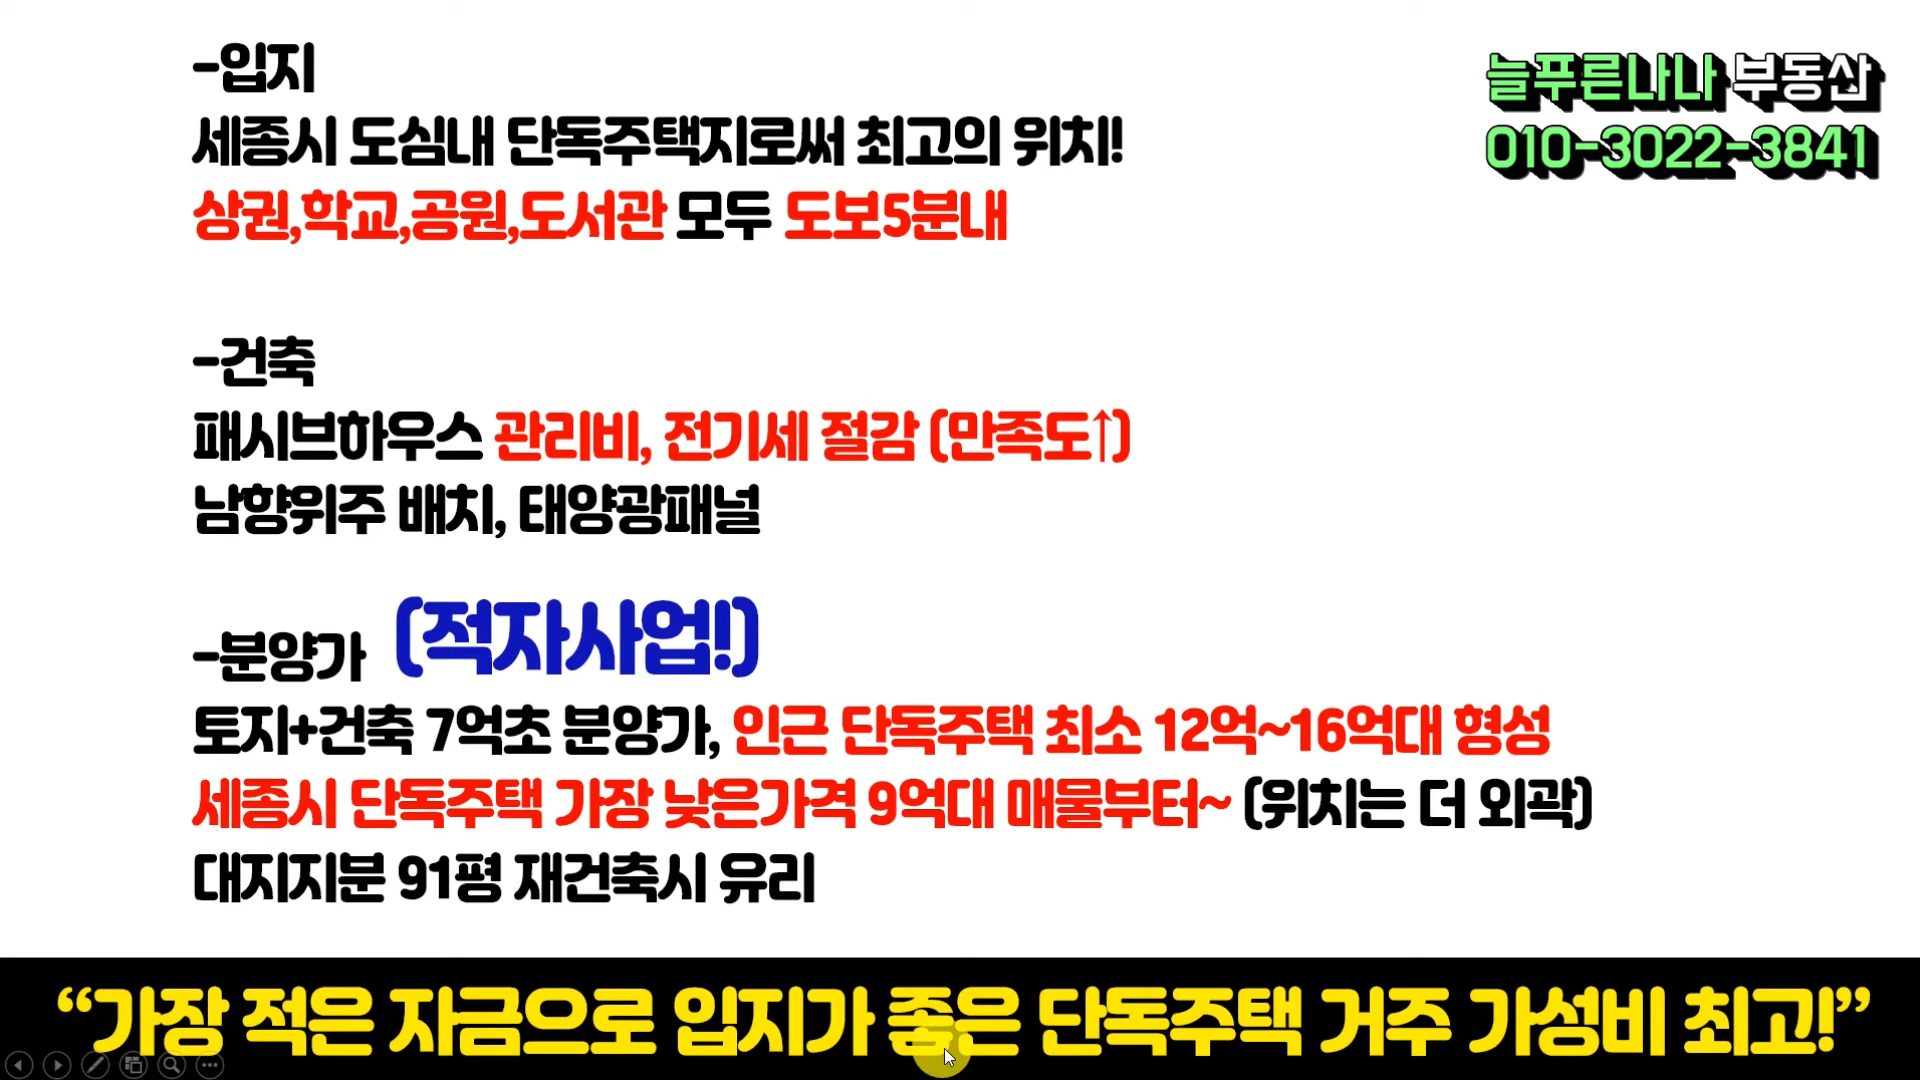 -입지
세종시 도심내 단독주택지로써 최고의 위치!
상권,학교,공원,도서관 모두 도보5분내
늘푸른나나 부동산
010-3022-3841
-건축
패시브하우스 관리비, 전기세 절감 (만족도↑)
남향위주 배치, 태양광패널
-분양가 (적자사업!)
토지+건축 7억초 분양가, 인근 단독주택 최소 12억~16억대 형성
세종시 단독주택 가장 낮은가격 9억대 매물부터~ (위치는 더 외곽)
대지지분 91평 재건축시 유리
“가장 적은 자금으로 입지가 좋은 단독주택 거주 가성비 최고!”